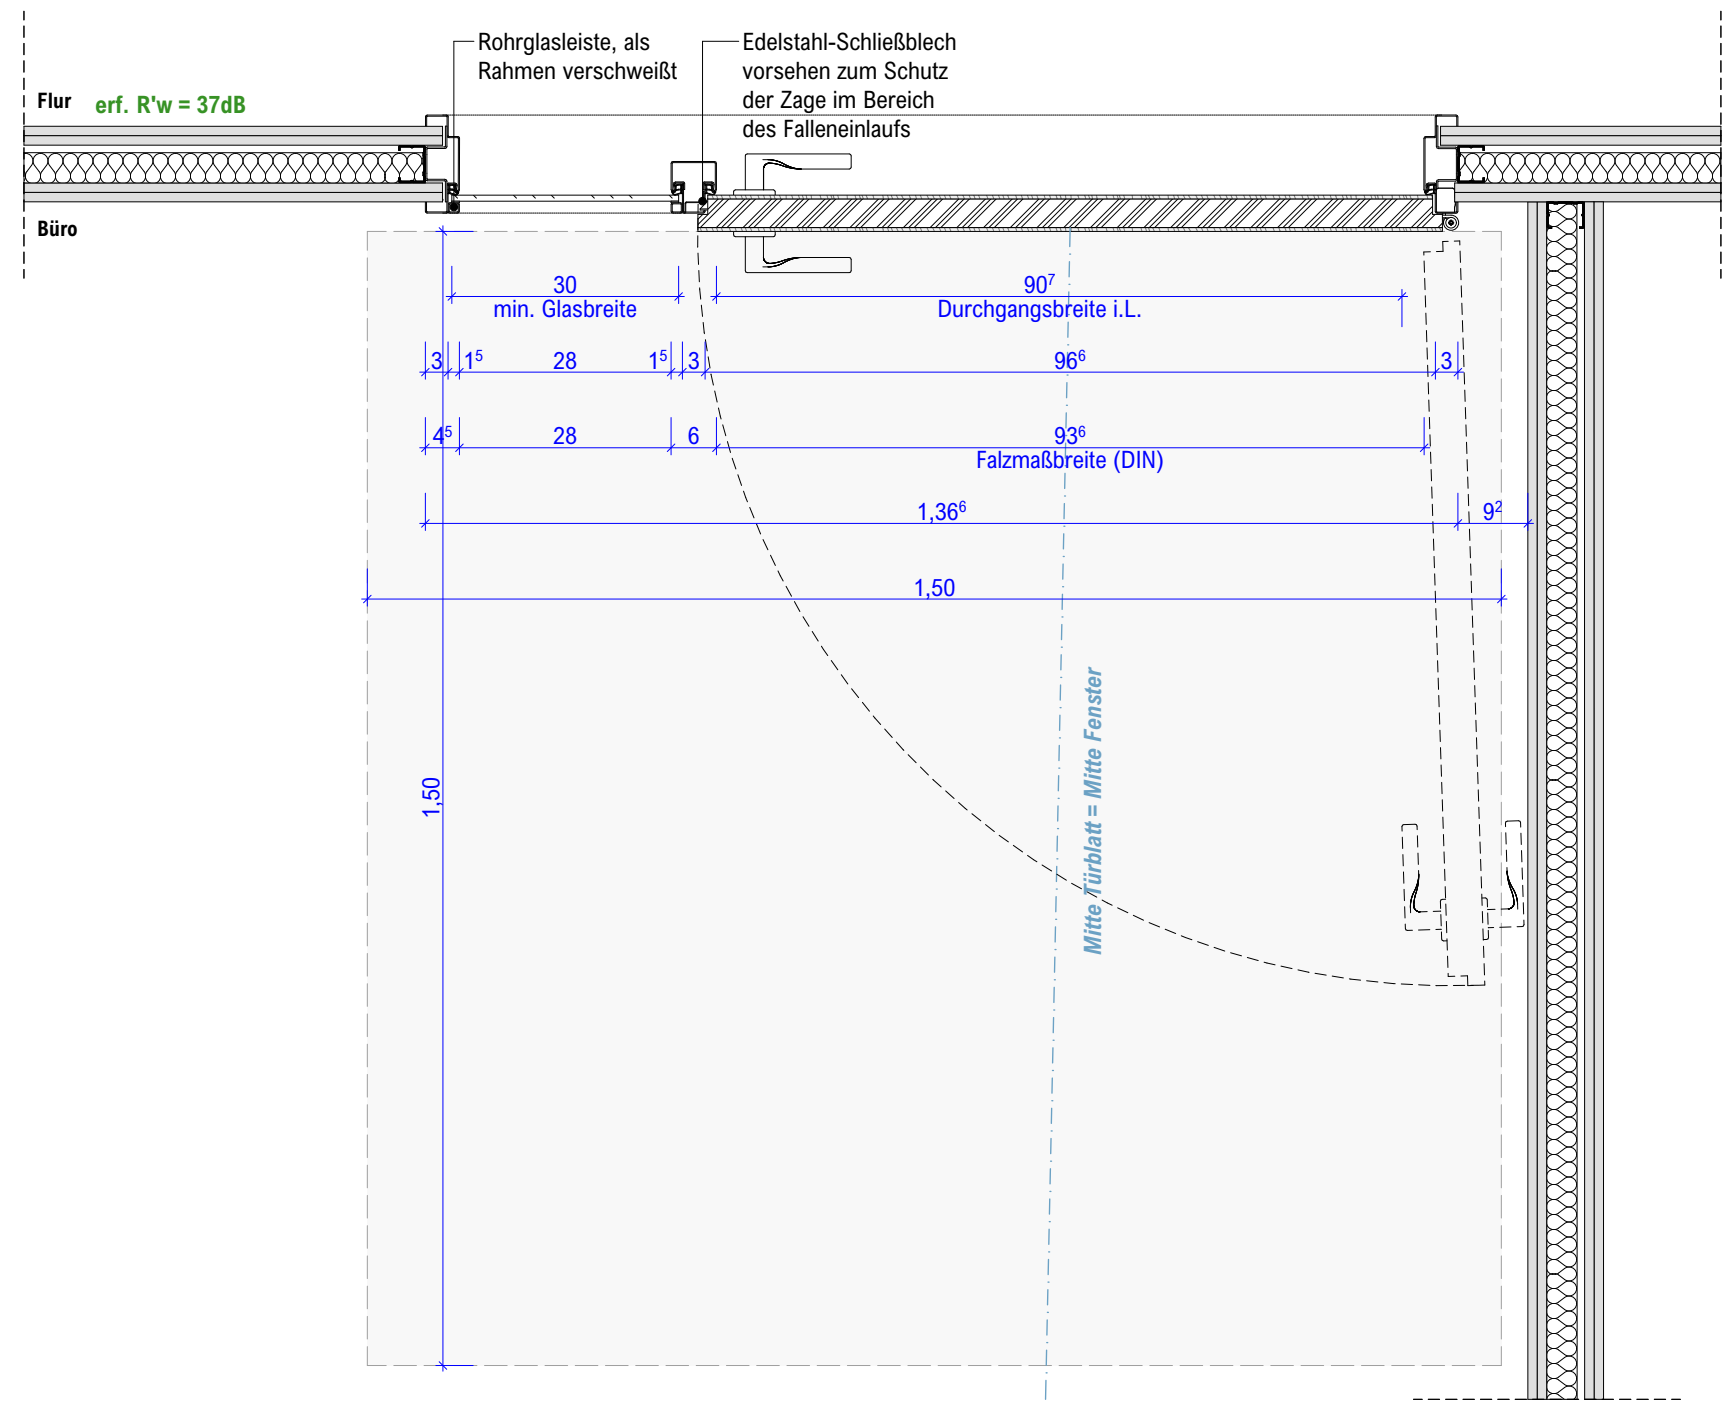 Rohrglasleiste, als
Rahmen verschweißt
Edelstahl-Schließblech
vorsehen zum Schutz
der Zage im Bereich
des Falleneinlaufs
Flur erf. R'w = 37dB
Büro
30
min. Glasbreite
90⁷
Durchgangsbreite i.L.
3 1⁵ 28 1⁵ 3 96⁶ 3
4⁵ 28 6 93⁶
Falzmaßbreite (DIN)
1,36⁶ 9²
1,50
1,50
Mitte Türblatt = Mitte Fenster